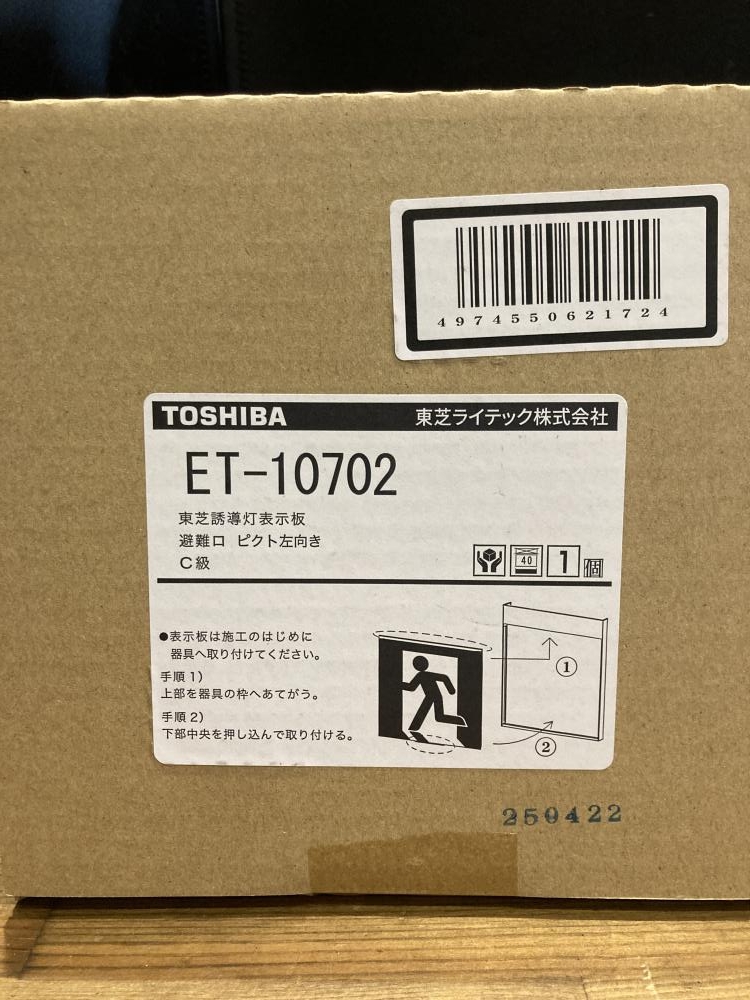 4974550621724
TOSHIBA 東芝ライテック株式会社
ET-10702
東芝誘導灯表示板
避難口 ピクト左向き
C級
40 1個
●表示板は施工のはじめに
器具へ取り付けてください。
手順1)
上部を器具の枠へあてがう。
手順2)
下部中央を押し込んで取り付ける。
①
②
250422